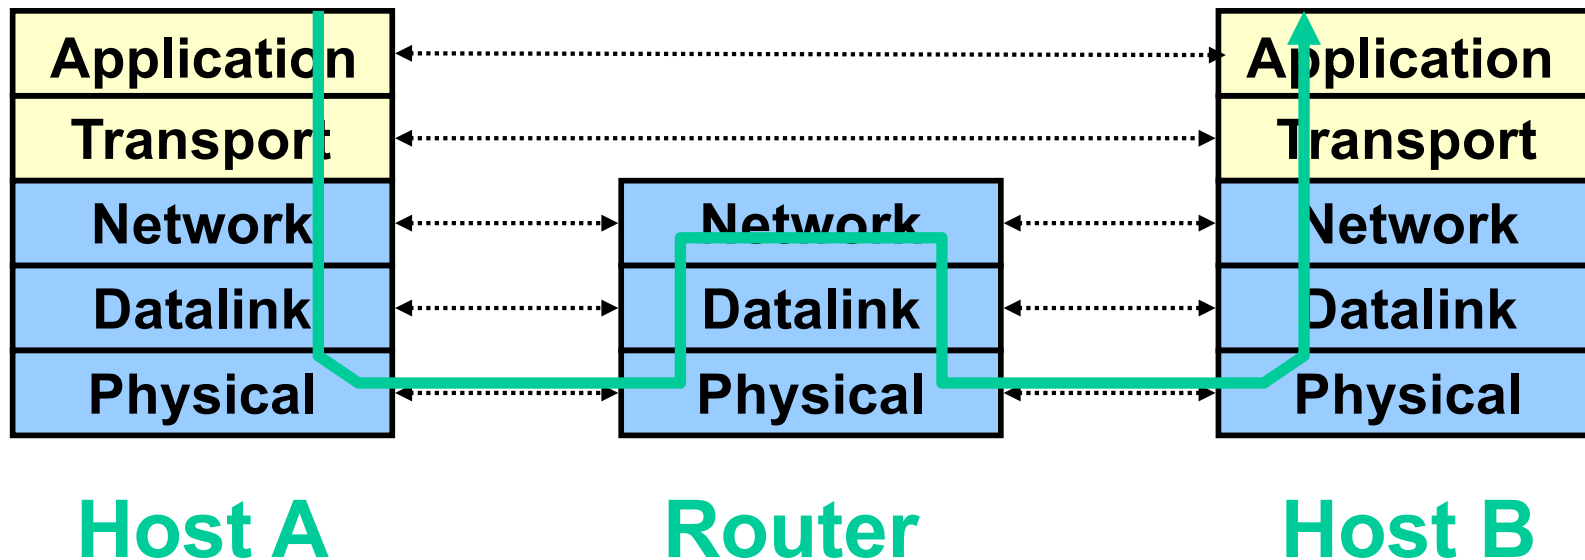 Application
Transport
Network
Datalink
Physical
Host A
Network
Datalink
Physical
Router
Application
Transport
Network
Datalink
Physical
Host B